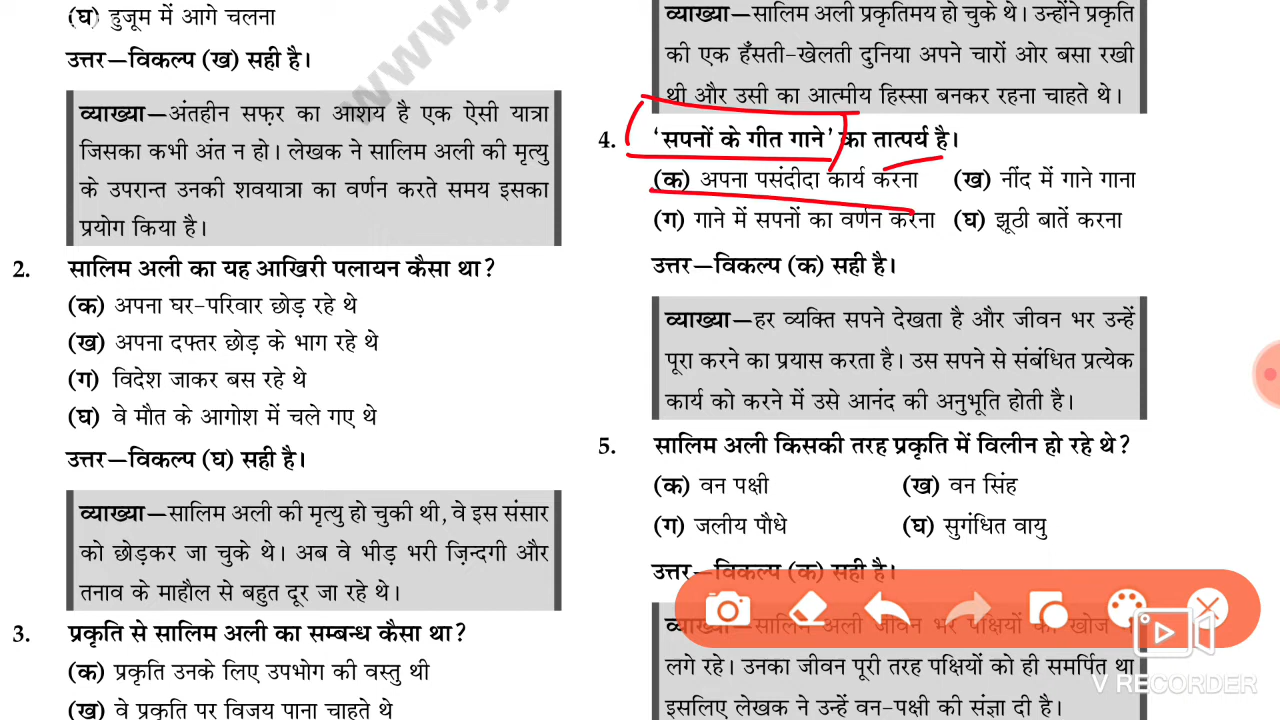 (घ) हुजूम में आगे चलना
उत्तर—विकल्प (ख) सही है।
व्याख्या—अंतहीन सफ़र का आशय है एक ऐसी यात्रा
जिसका कभी अंत न हो। लेखक ने सालिम अली की मृत्यु
के उपरान्त उनकी शवयात्रा का वर्णन करते समय इसका
प्रयोग किया है।
2. सालिम अली का यह आखिरी पलायन कैसा था?
(क) अपना घर-परिवार छोड़ रहे थे
(ख) अपना दफ्तर छोड़ के भाग रहे थे
(ग) विदेश जाकर बस रहे थे
(घ) वे मौत के आगोश में चले गए थे
उत्तर—विकल्प (घ) सही है।
व्याख्या—सालिम अली की मृत्यु हो चुकी थी, वे इस संसार
को छोड़कर जा चुके थे। अब वे भीड़ भरी ज़िन्दगी और
तनाव के माहौल से बहुत दूर जा रहे थे।
3. प्रकृति से सालिम अली का सम्बन्ध कैसा था?
(क) प्रकृति उनके लिए उपभोग की वस्तु थी
(ख) वे प्रकृति पर विजय पाना चाहते थे
www.
व्याख्या—सालिम अली प्रकृतिमय हो चुके थे। उन्होंने प्रकृति
की एक हँसती-खेलती दुनिया अपने चारों ओर बसा रखी
थी और उसी का आत्मीय हिस्सा बनकर रहना चाहते थे।
4. ‘सपनों के गीत गाने’ का तात्पर्य है।
(क) अपना पसंदीदा कार्य करना (ख) नींद में गाने गाना
(ग) गाने में सपनों का वर्णन करना (घ) झूठी बातें करना
उत्तर—विकल्प (क) सही है।
व्याख्या—हर व्यक्ति सपने देखता है और जीवन भर उन्हें
पूरा करने का प्रयास करता है। उस सपने से संबंधित प्रत्येक
कार्य को करने में उसे आनंद की अनुभूति होती है।
5. सालिम अली किसकी तरह प्रकृति में विलीन हो रहे थे?
(क) वन पक्षी (ख) वन सिंह
(ग) जलीय पौधे (घ) सुगंधित वायु
उत्तर—विकल्प (क) सही है।
व्याख्या—सालिम अली जीवन भर पक्षियों की खोज
लगे रहे। उनका जीवन पूरी तरह पक्षियों को ही समर्पित था
इसलिए लेखक ने उन्हें वन-पक्षी की संज्ञा दी है।
V RECORDER